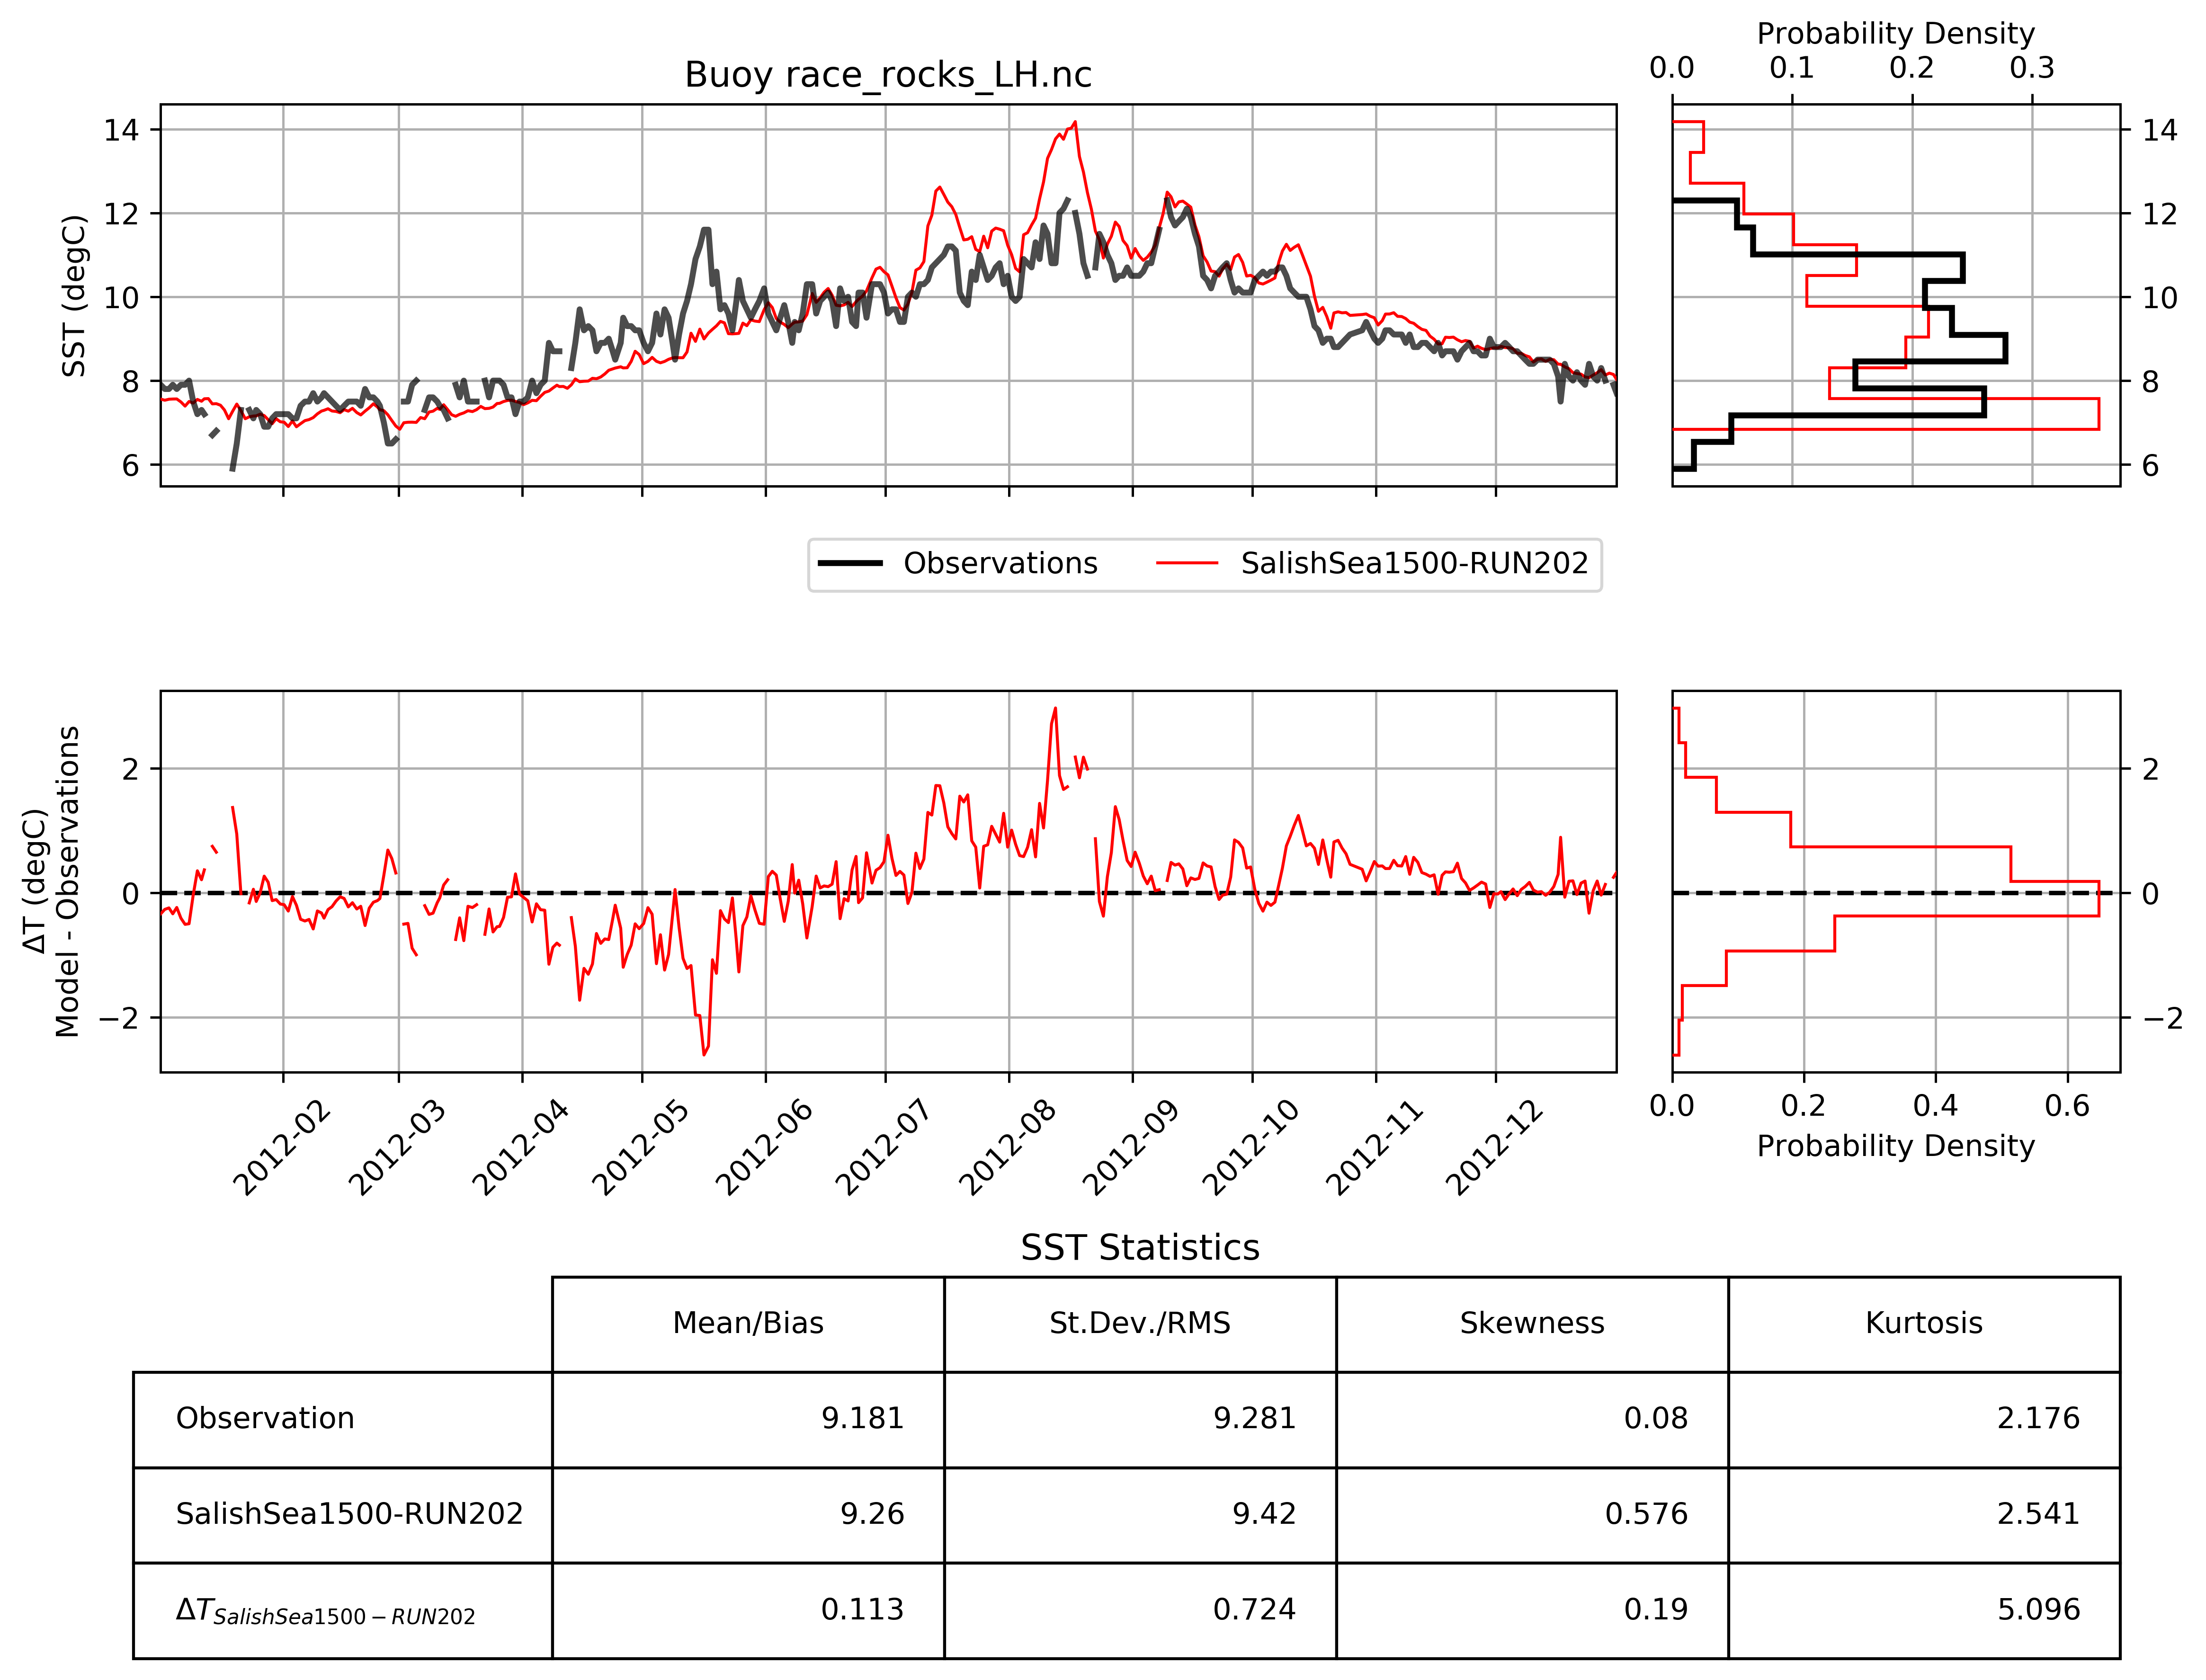 Buoy race_rocks_LH.nc
Probability Density
0.0 0.1 0.2 0.3
SST (degC)
14
12
10
8
6
14
12
10
8
6
Observations SalishSea1500-RUN202
ΔT (degC)
Model - Observations
2
0
−2
2
0
−2
2012-02 2012-03 2012-04 2012-05 2012-06 2012-07 2012-08 2012-09 2012-10 2012-11 2012-12
0.0 0.2 0.4 0.6
Probability Density
SST Statistics
Mean/Bias St.Dev./RMS Skewness Kurtosis
Observation 9.181 9.281 0.08 2.176
SalishSea1500-RUN202 9.26 9.42 0.576 2.541
ΔT SalishSea1500−RUN202 0.113 0.724 0.19 5.096